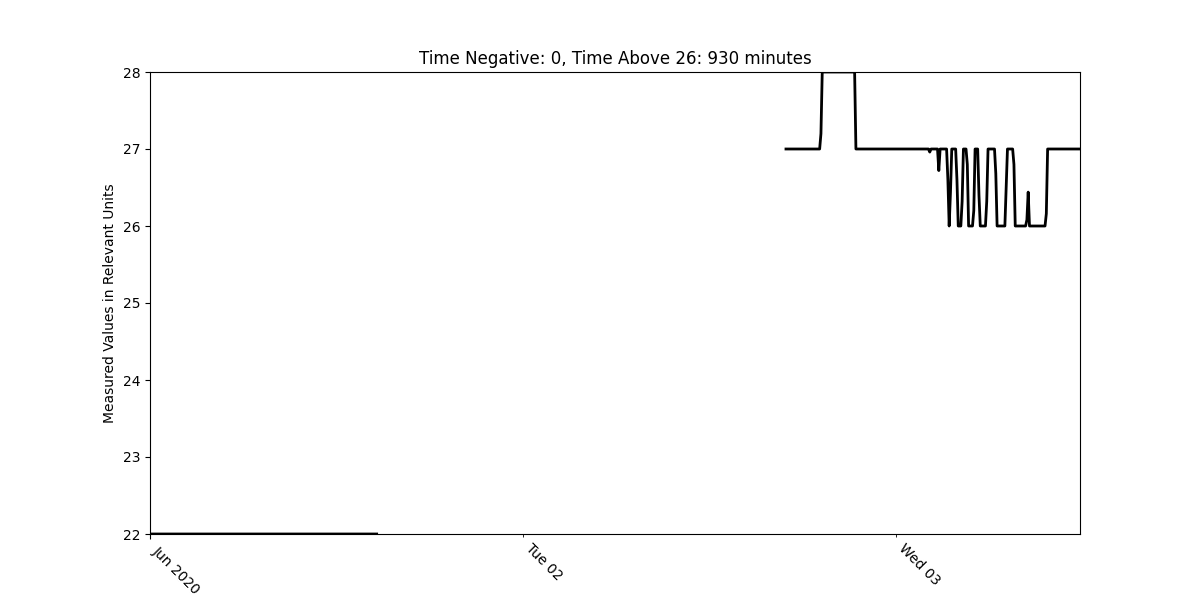 Time Negative: 0, Time Above 26: 930 minutes
28
27
26
25
24
23
22
Measured Values in Relevant Units
Jun 2020
Tue 02
Wed 03